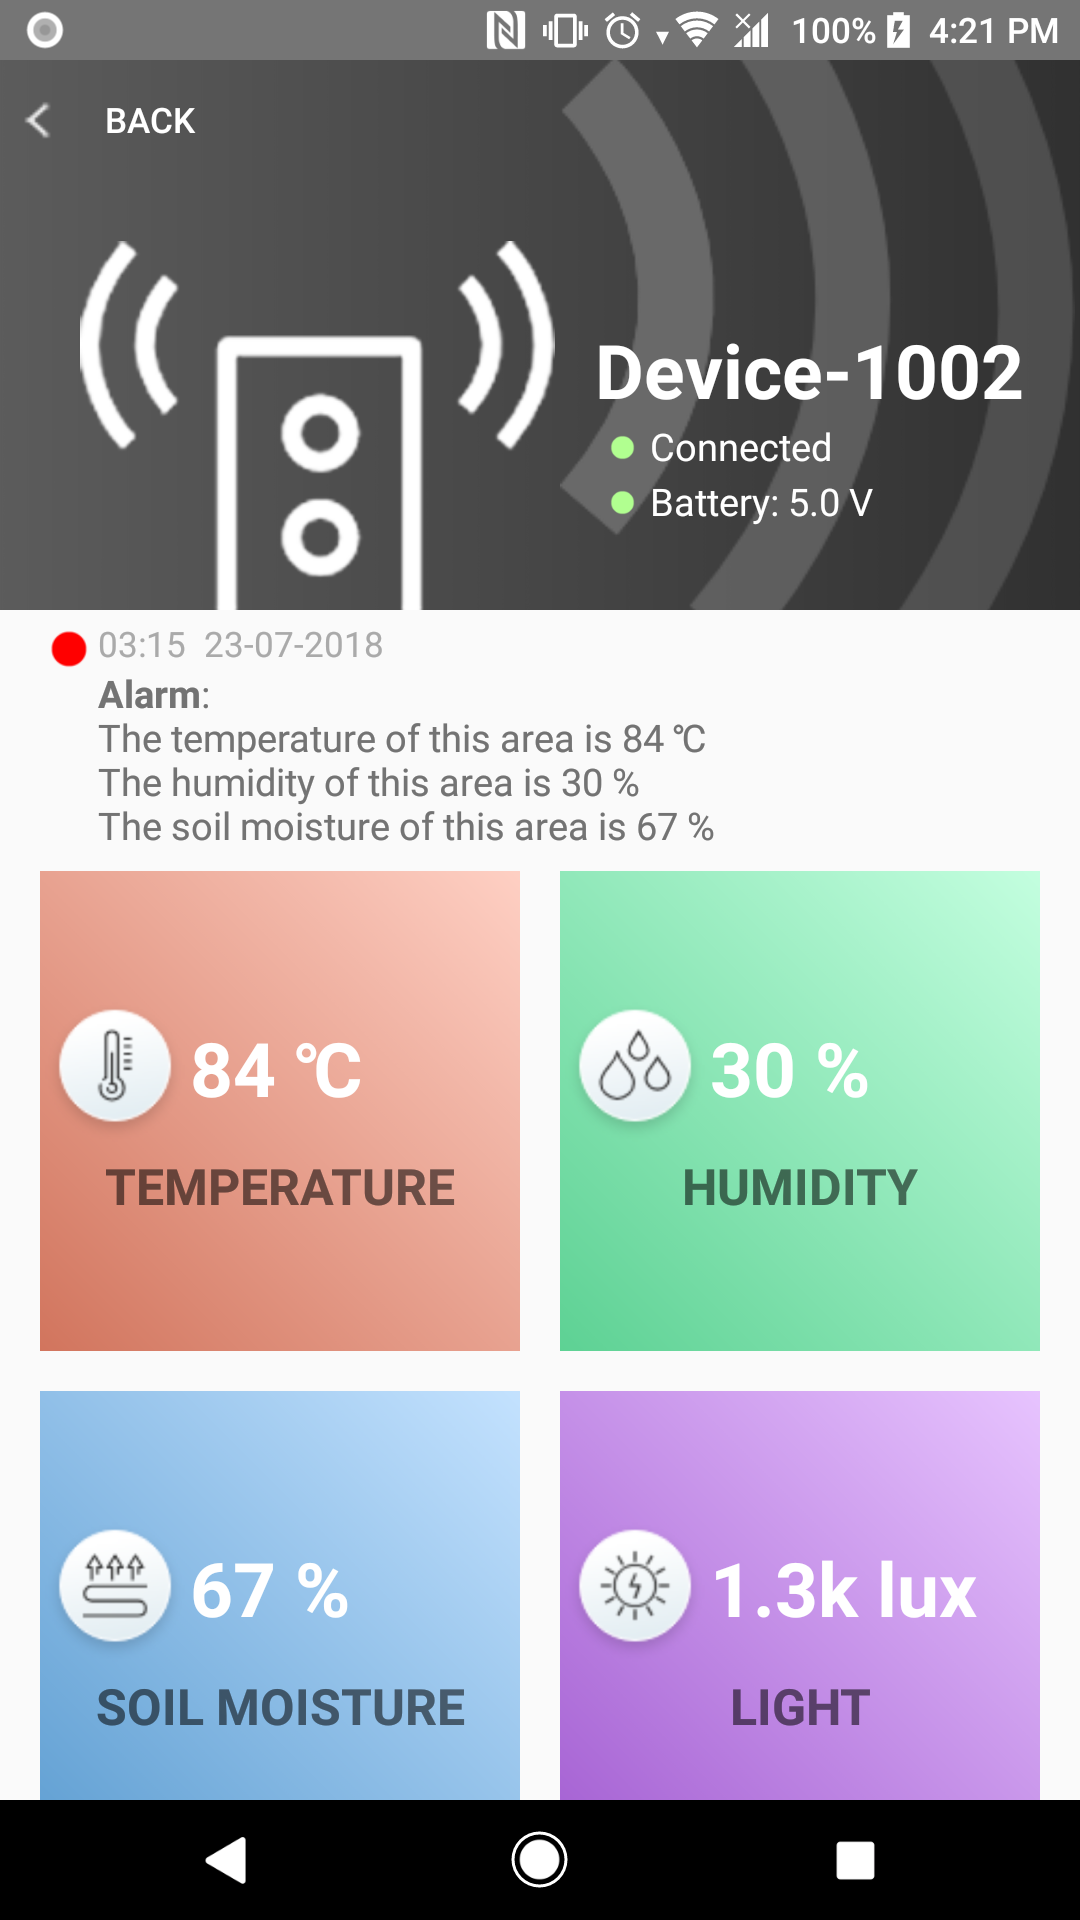 100% 4:21 PM
BACK
Device-1002
Connected
Battery: 5.0 V
03:15 23-07-2018
Alarm:
The temperature of this area is 84 ℃
The humidity of this area is 30 %
The soil moisture of this area is 67 %
84 ℃
TEMPERATURE
30 %
HUMIDITY
67 %
SOIL MOISTURE
1.3k lux
LIGHT